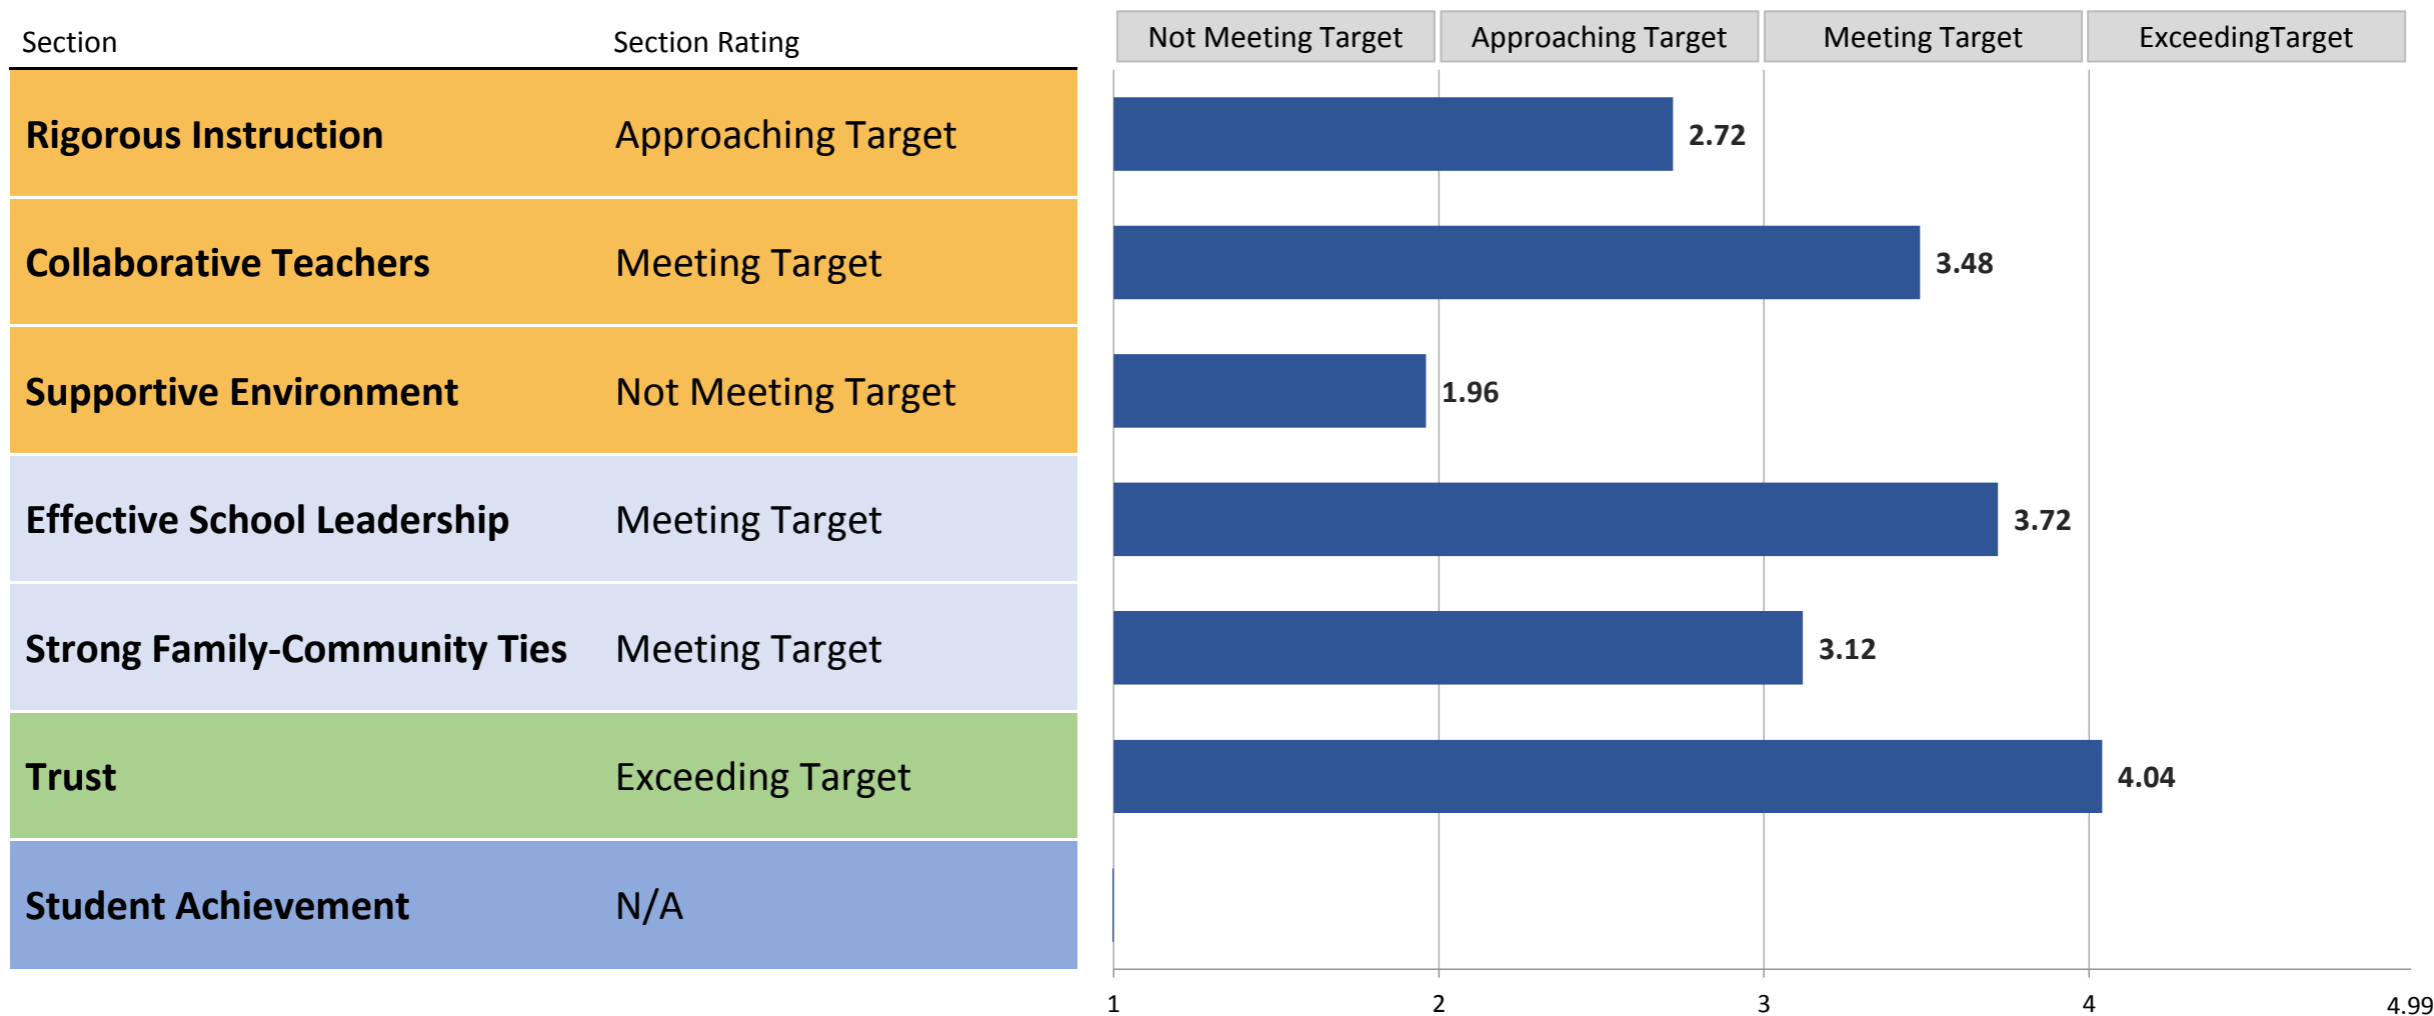 Section Section Rating Not Meeting Target Approaching Target Meeting Target ExceedingTarget
Rigorous Instruction Approaching Target 2.72
Collaborative Teachers Meeting Target 3.48
Supportive Environment Not Meeting Target 1.96
Effective School Leadership Meeting Target 3.72
Strong Family-Community Ties Meeting Target 3.12
Trust Exceeding Target 4.04
Student Achievement N/A
1 2 3 4 4.99